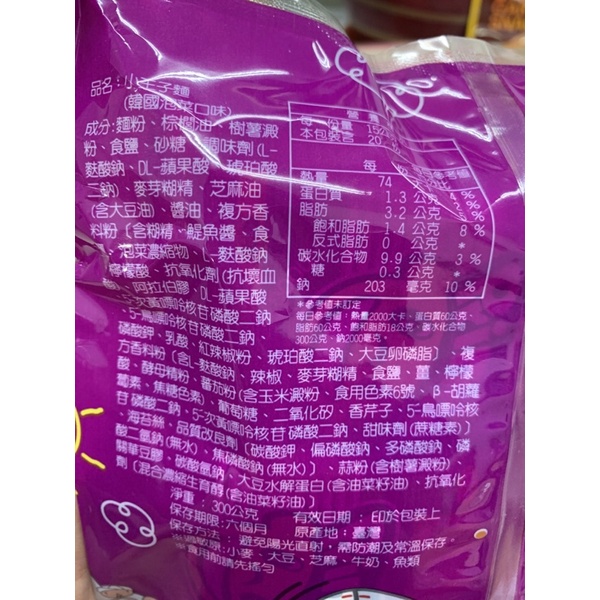 品名:小王子麵
(韓國泡菜口味)
成分:麵粉、棕櫚油、樹薯澱
粉、食鹽、砂糖、調味劑(L-
麩酸鈉、DL-蘋果酸、琥珀酸
二鈉)、麥芽糊精、芝麻油
(含大豆油)、醬油、複方香
料粉〔含糊精、鯷魚醬、食
、泡菜濃縮物、L-麩酸鈉
、檸檬酸、抗氧化劑(抗壞血
酸)、阿拉伯膠、DL-蘋果酸
、5'-次黃嘌呤核苷磷酸二鈉
、5'-鳥嘌呤核苷磷酸二鈉、
磷酸鉀、乳酸、紅辣椒粉、琥珀酸二鈉、大豆卵磷脂〕、複
方香料粉〔含L-麩酸鈉、辣椒、麥芽糊精、食鹽、薑、檸檬
酸、酵母精粉、蕃茄粉(含玉米澱粉、食用色素6號、β-胡蘿
蔔素、焦糖色素)、葡萄糖、二氧化矽、香芹子、5'-鳥嘌呤核
苷磷酸二鈉、5'-次黃嘌呤核苷磷酸二鈉、甜味劑(蔗糖素)〕
、海苔絲、品質改良劑〔碳酸鉀、偏磷酸鈉、多磷酸鈉、磷
酸二氫鈉(無水)、焦磷酸鈉(無水)〕、蒜粉(含樹薯澱粉)、
關華豆膠、碳酸氫鈉、大豆水解蛋白(含油菜籽油)、抗氧化
劑〔混合濃縮生育醇(含油菜籽油)〕
淨重:300公克
保存期限:六個月 有效日期:印於包裝上
保存方法:避免陽光直射,需防潮及常溫保存。 原產地:臺灣
過敏原:小麥、大豆、芝麻、牛奶、魚類
食用前請先搖勻
營養
每一份量 15
本包裝含 20
每
熱量 74
蛋白質 1.3 公克 %
脂肪 3.2 公克 %
飽和脂肪 1.4 公克 8 %
反式脂肪 0 公克 *
碳水化合物 9.9 公克 3 %
糖 0.3 公克 *
鈉 203 毫克 10 %
*參考值未訂定
每日參考值:熱量2000大卡、蛋白質60公克、
脂肪60公克、飽和脂肪18公克、碳水化合物
300公克、鈉2000毫克。